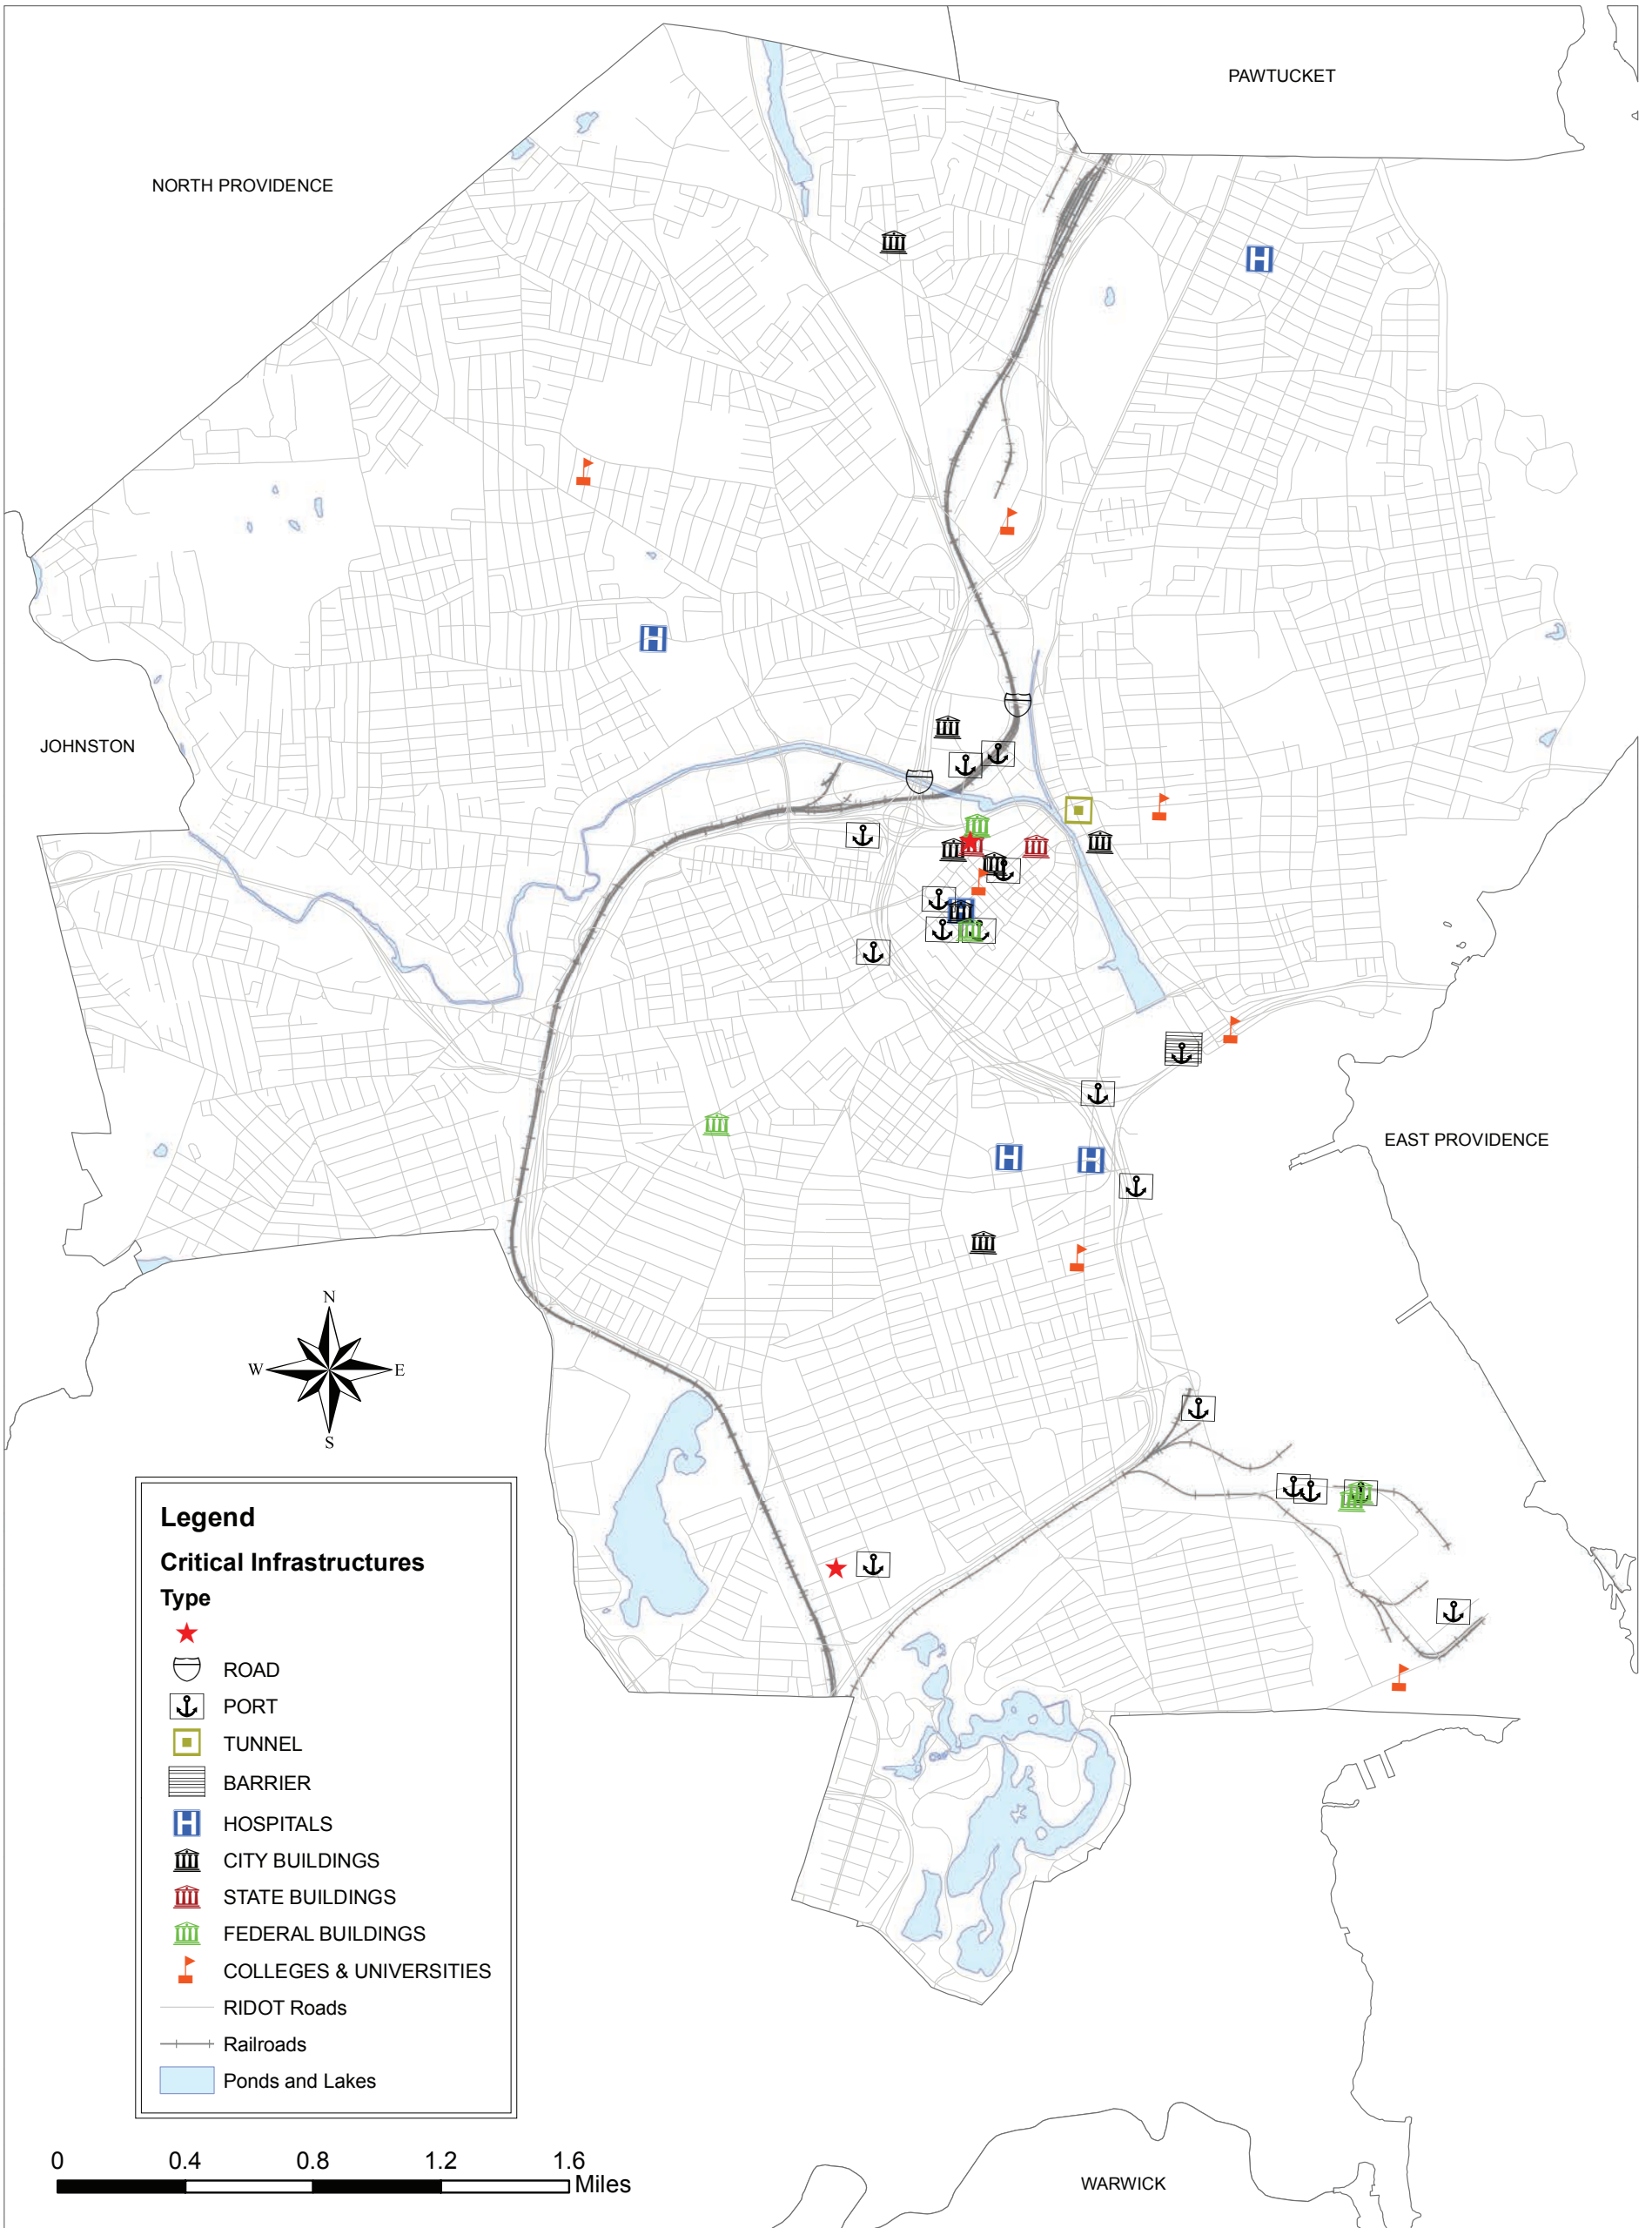 PAWTUCKET
NORTH PROVIDENCE
H
H
JOHNSTON
H
H
EAST PROVIDENCE
N
W E
S
Legend
Critical Infrastructures
Type
ROAD
PORT
TUNNEL
BARRIER
H HOSPITALS
CITY BUILDINGS
STATE BUILDINGS
FEDERAL BUILDINGS
COLLEGES & UNIVERSITIES
RIDOT Roads
Railroads
Ponds and Lakes
0 0.4 0.8 1.2 1.6
Miles
WARWICK